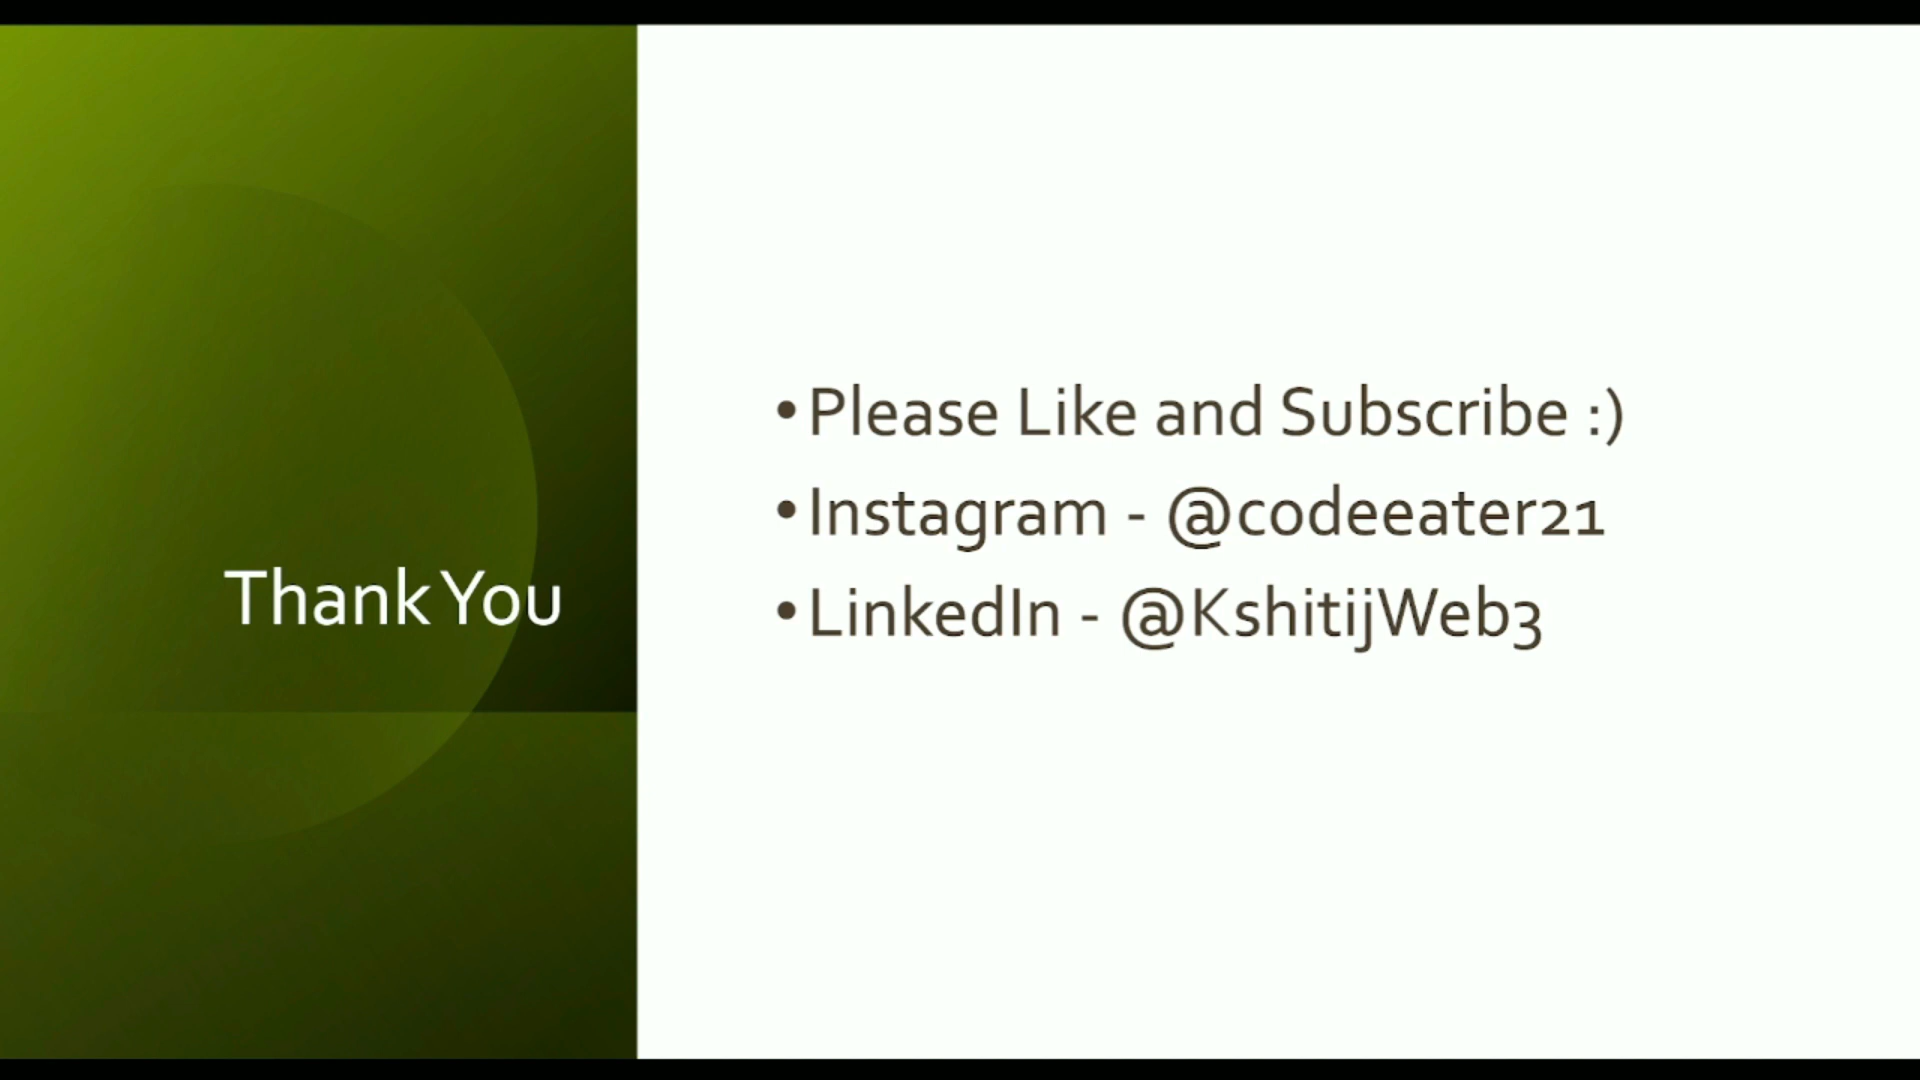 Thank You
• Please Like and Subscribe :)
• Instagram - @codeeater21
• LinkedIn - @KshitijWeb3